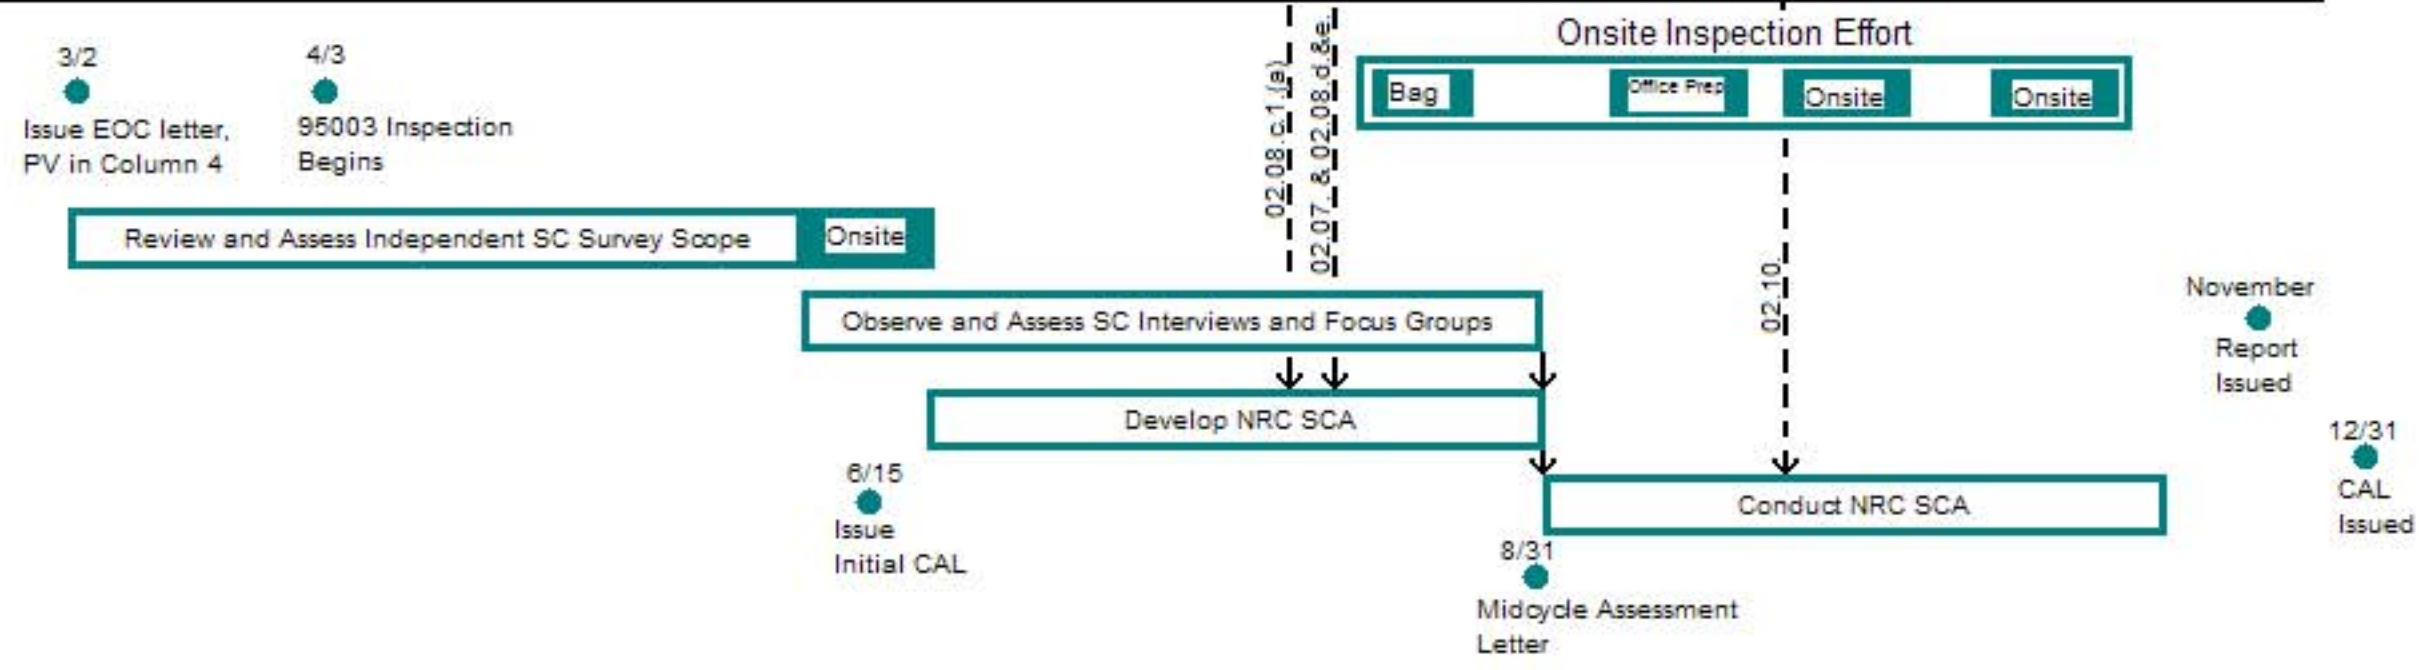 Onsite Inspection Effort
3/2
4/3
Bag
Office Prep
Onsite
Onsite
Issue EOC letter,
PV in Column 4
95003 Inspection
Begins
02.08.c.1.(a)
02.07. & 02.08.d.&e.
Review and Assess Independent SC Survey Scope
Onsite
02.10.
November
Report
Issued
Observe and Assess SC Interviews and Focus Groups
Develop NRC SCA
12/31
CAL
Issued
6/15
Issue
Initial CAL
Conduct NRC SCA
8/31
Midcycle Assessment
Letter